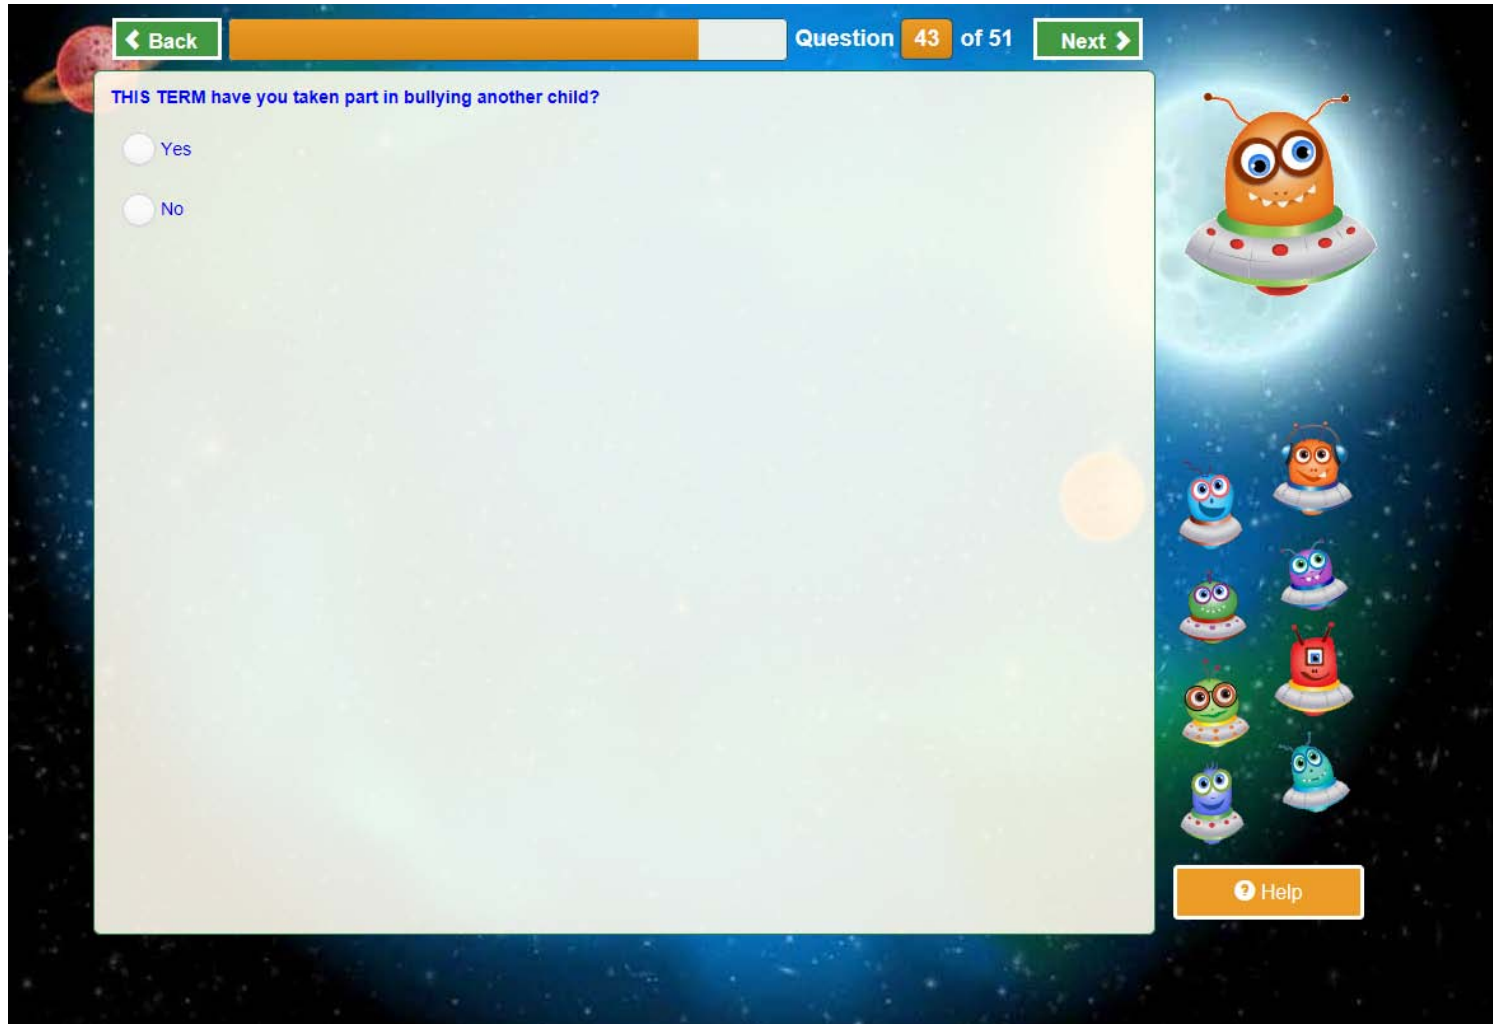 Back
Question 43 of 51
Next
THIS TERM have you taken part in bullying another child?
Yes
No
? Help